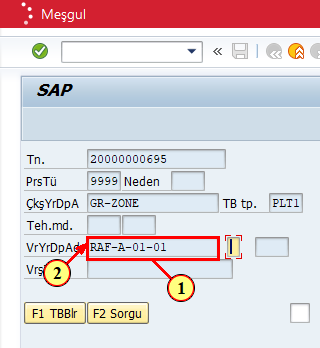 Meşgul
SAP
Tn. 20000000695
PrsTü 9999 Neden
ÇkşYrDpA GR-ZONE TB tp. PLT1
Teh.md.
VrYrDpAd RAF-A-01-01
2 1
F1 TBBlr F2 Sorgu